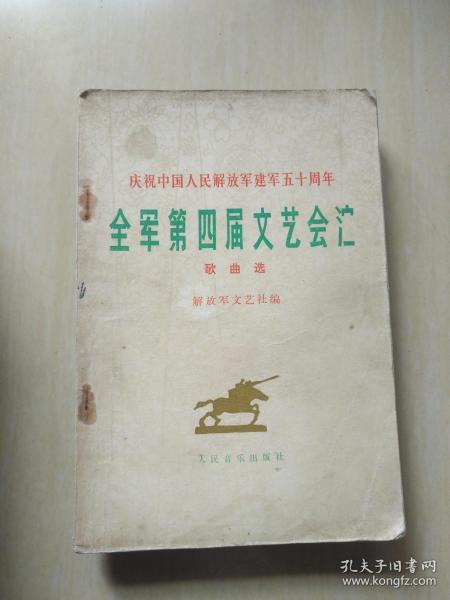 庆祝中国人民解放军建军五十周年
全军第四届文艺会汇
歌曲选
解放军文艺社编
人民音乐出版社
孔夫子旧书网
www.kongfz.com